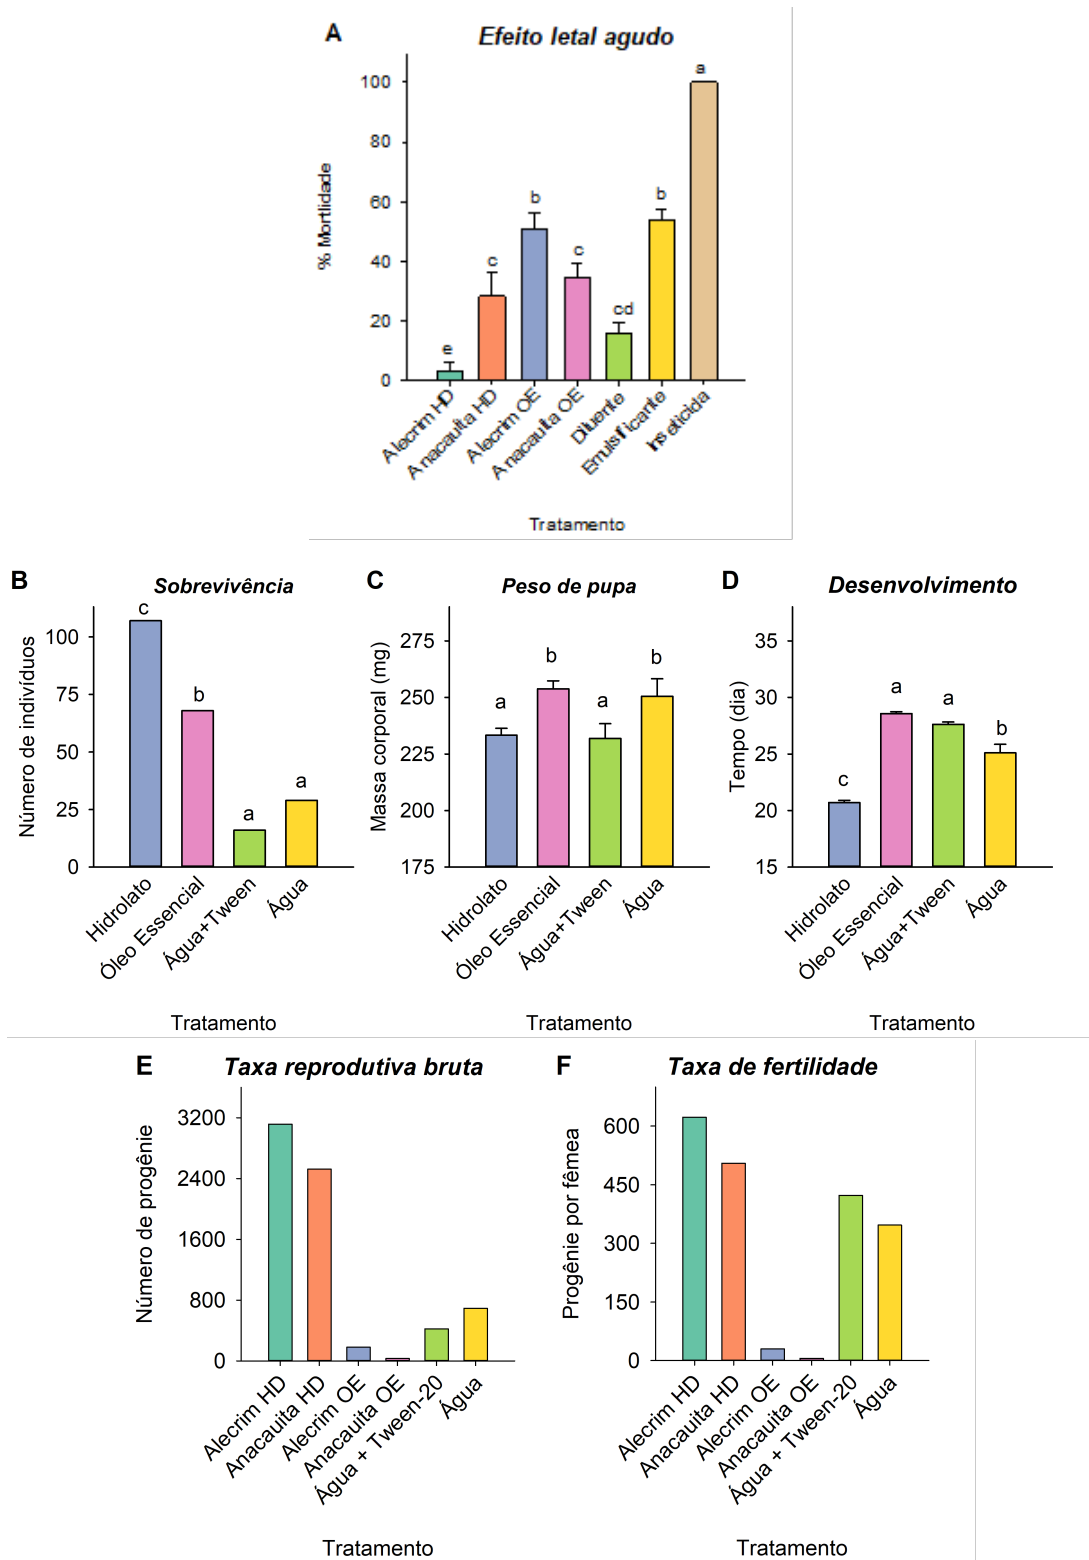 A
Efeito letal agudo
% Mortlidade
100
80
60
40
20
0
e
c
b
c
cd
b
a
Alecrim HD
Anacauíta HD
Alecrim OE
Anacauíta OE
Diluente
Emulsificante
Inseticida
Tratamento
B
Sobrevivência
Número de indivíduos
100
75
50
25
0
c
b
a
a
Hidrolato
Óleo Essencial
Água+Tween
Água
Tratamento
C
Peso de pupa
Massa corporal (mg)
275
250
225
200
175
a
b
a
b
Hidrolato
Óleo Essencial
Água+Tween
Água
Tratamento
D
Desenvolvimento
Tempo (dia)
35
30
25
20
15
c
a
a
b
Hidrolato
Óleo Essencial
Água+Tween
Água
Tratamento
E
Taxa reprodutiva bruta
Número de progênie
3200
2400
1600
800
0
Alecrim HD
Anacauita HD
Alecrim OE
Anacauita OE
Água + Tween-20
Água
Tratamento
F
Taxa de fertilidade
Progênie por fêmea
600
450
300
150
0
Alecrim HD
Anacauita HD
Alecrim OE
Anacauita OE
Água + Tween-20
Água
Tratamento